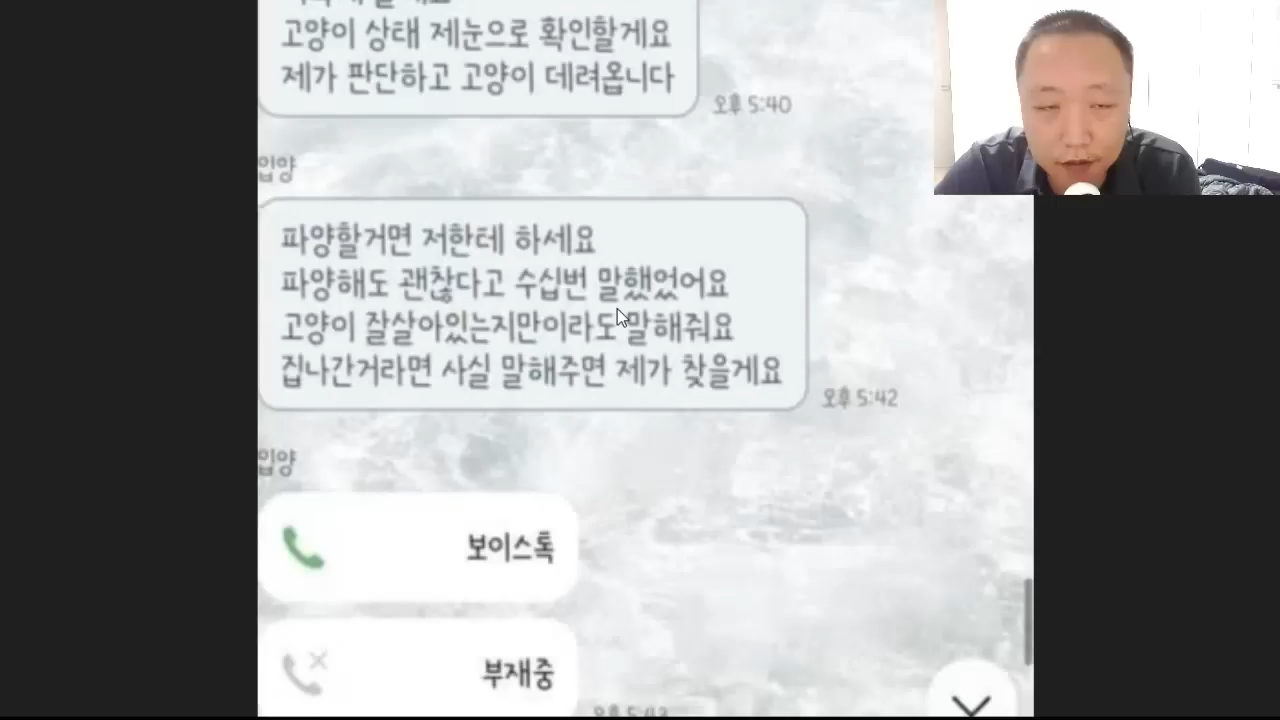 고양이 상태 제눈으로 확인할게요
제가 판단하고 고양이 데려옵니다
오후 5:40
입양
파양할거면 저한테 하세요
파양해도 괜찮다고 수십번 말했었어요
고양이 잘살아있는지만이라도 말해줘요
집나간거라면 사실 말해주면 제가 찾을게요
오후 5:42
입양
보이스톡
부재중